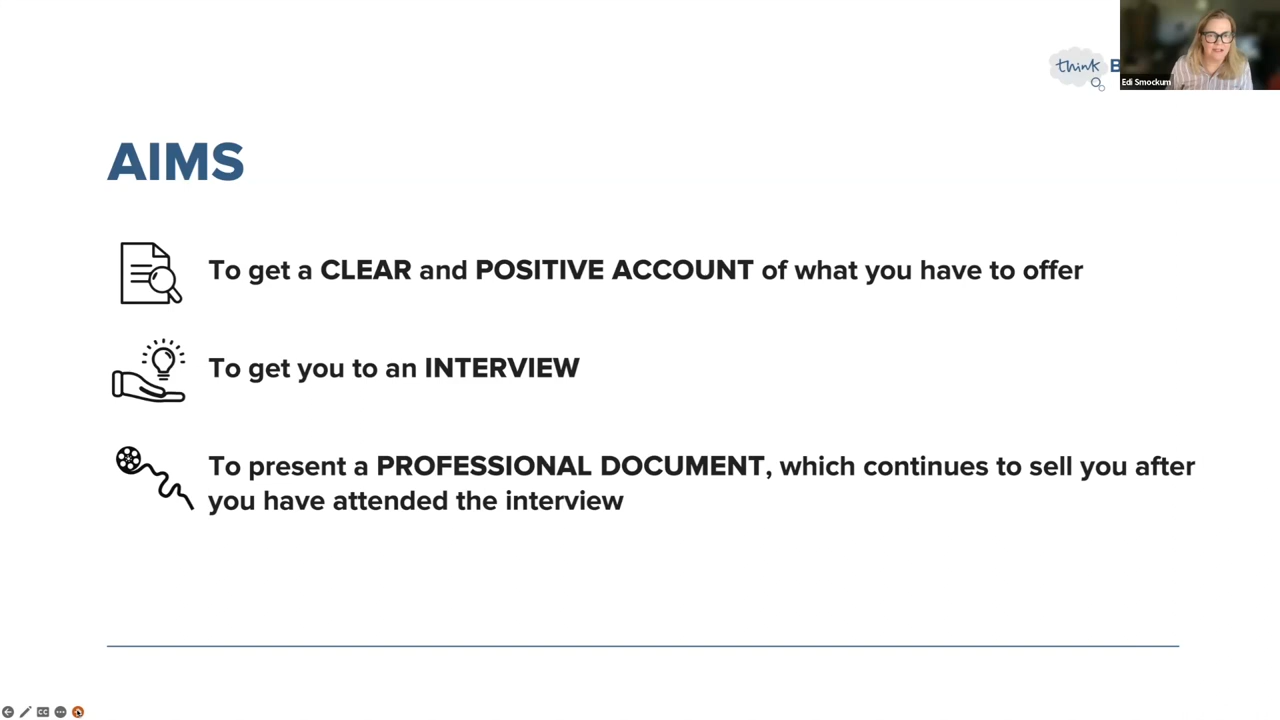 think B
Edi Smockum
AIMS
To get a CLEAR and POSITIVE ACCOUNT of what you have to offer
To get you to an INTERVIEW
To present a PROFESSIONAL DOCUMENT, which continues to sell you after
you have attended the interview
CC